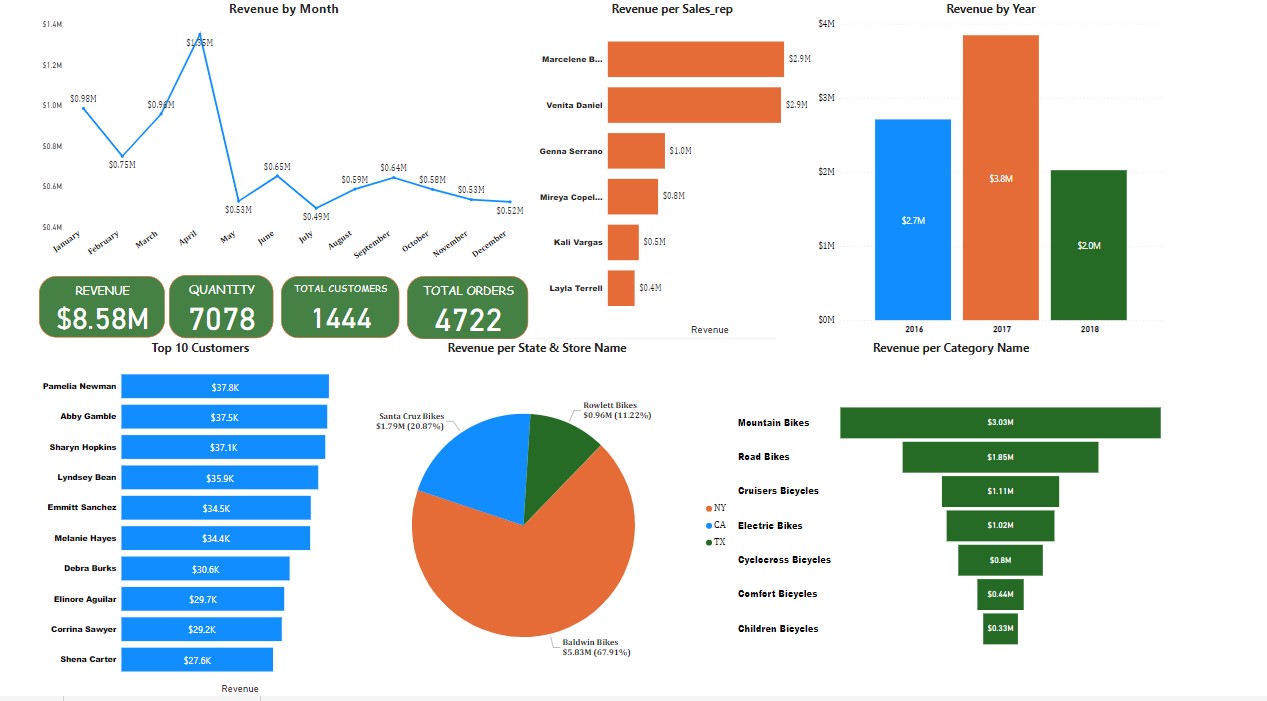 Revenue by Month
$1.4M
$1.2M
$1.0M
$0.8M
$0.6M
$0.4M
$0.98M
$0.75M
$0.96M
$1.35M
$0.53M
$0.65M
$0.49M
$0.59M
$0.64M
$0.58M
$0.53M
$0.52M
January
February
March
April
May
June
July
August
September
October
November
December
Revenue per Sales_rep
Marcelene B... $2.9M
Venita Daniel $2.9M
Genna Serrano $1.0M
Mireya Copel... $0.8M
Kali Vargas $0.5M
Layla Terrell $0.4M
Revenue
Revenue by Year
$4M
$3M
$2M
$1M
$0M
$2.7M
$3.8M
$2.0M
2016
2017
2018
REVENUE
$8.58M
QUANTITY
7078
TOTAL CUSTOMERS
1444
TOTAL ORDERS
4722
Top 10 Customers
Pamelia Newman $37.8K
Abby Gamble $37.5K
Sharyn Hopkins $37.1K
Lyndsey Bean $35.9K
Emmitt Sanchez $34.5K
Melanie Hayes $34.4K
Debra Burks $30.6K
Elinore Aguilar $29.7K
Corrina Sawyer $29.2K
Shena Carter $27.6K
Revenue
Revenue per State & Store Name
Rowlett Bikes
$0.96M (11.22%)
Santa Cruz Bikes
$1.79M (20.87%)
Baldwin Bikes
$5.83M (67.91%)
NY
CA
TX
Revenue per Category Name
Mountain Bikes $3.03M
Road Bikes $1.85M
Cruisers Bicycles $1.11M
Electric Bikes $1.02M
Cyclocross Bicycles $0.8M
Comfort Bicycles $0.44M
Children Bicycles $0.33M